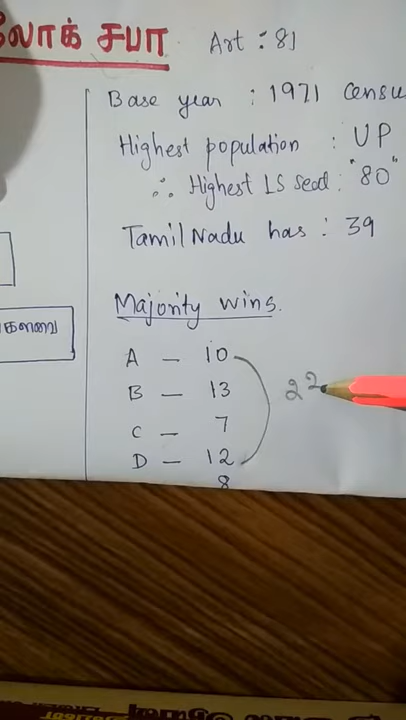 லோக் சபா Art : 81
Base year : 1971 Censu
Highest population : UP
∴ Highest LS seat : "80"
Tamil Nadu has : 39
Majority wins.
களவை
A — 10
B — 13
22
C — 7
D — 12
8